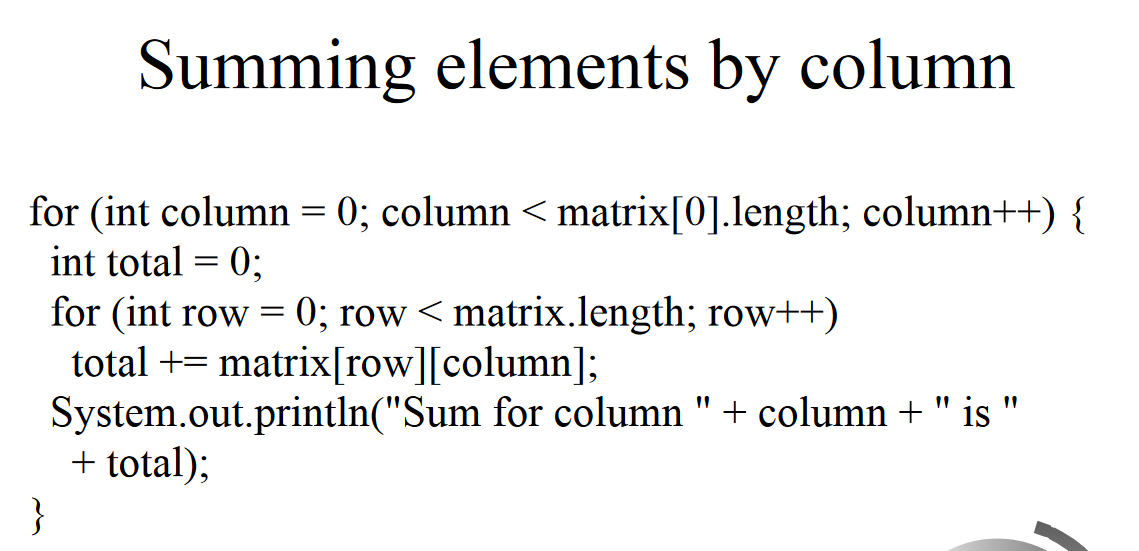 Summing elements by column
for (int column = 0; column < matrix[0].length; column++) {
int total = 0;
for (int row = 0; row < matrix.length; row++)
total += matrix[row][column];
System.out.println("Sum for column " + column + " is "
+ total);
}